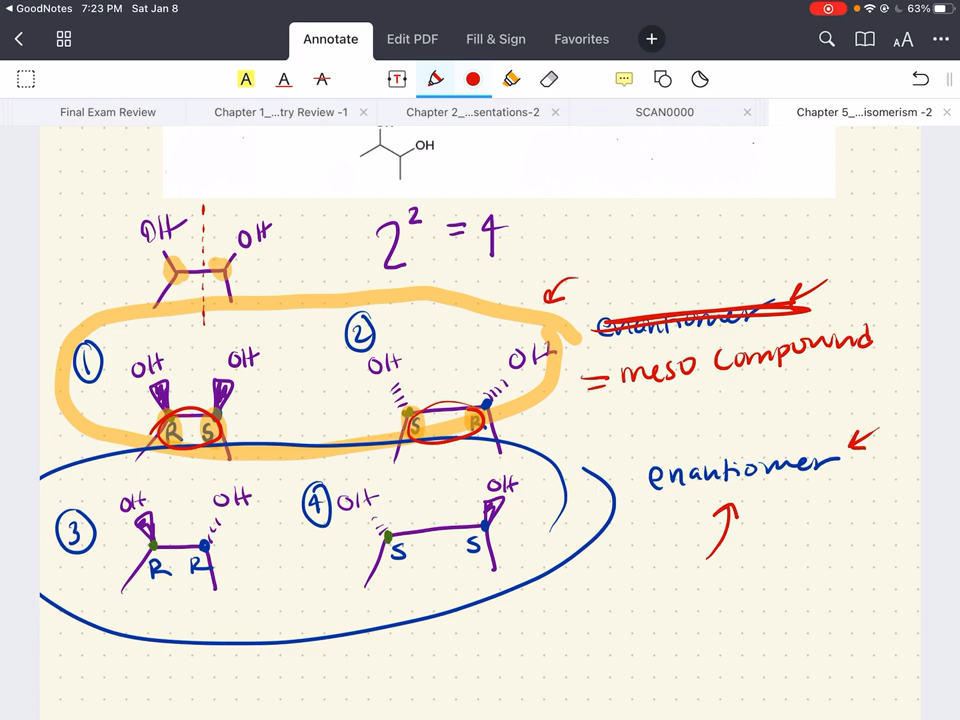 GoodNotes 7:23 PM Sat Jan 8 63%
Annotate Edit PDF Fill & Sign Favorites
A A A T AA
Final Exam Review Chapter 1_...try Review -1 Chapter 2_...sentations-2 SCAN0000 Chapter 5_...isomerism -2
OH
OH OH
2² = 4
enantiomer
= meso compound
① ②
OH OH OH OH
R S S R
enantiomer
③ ④
OH OH OH OH
R R S S